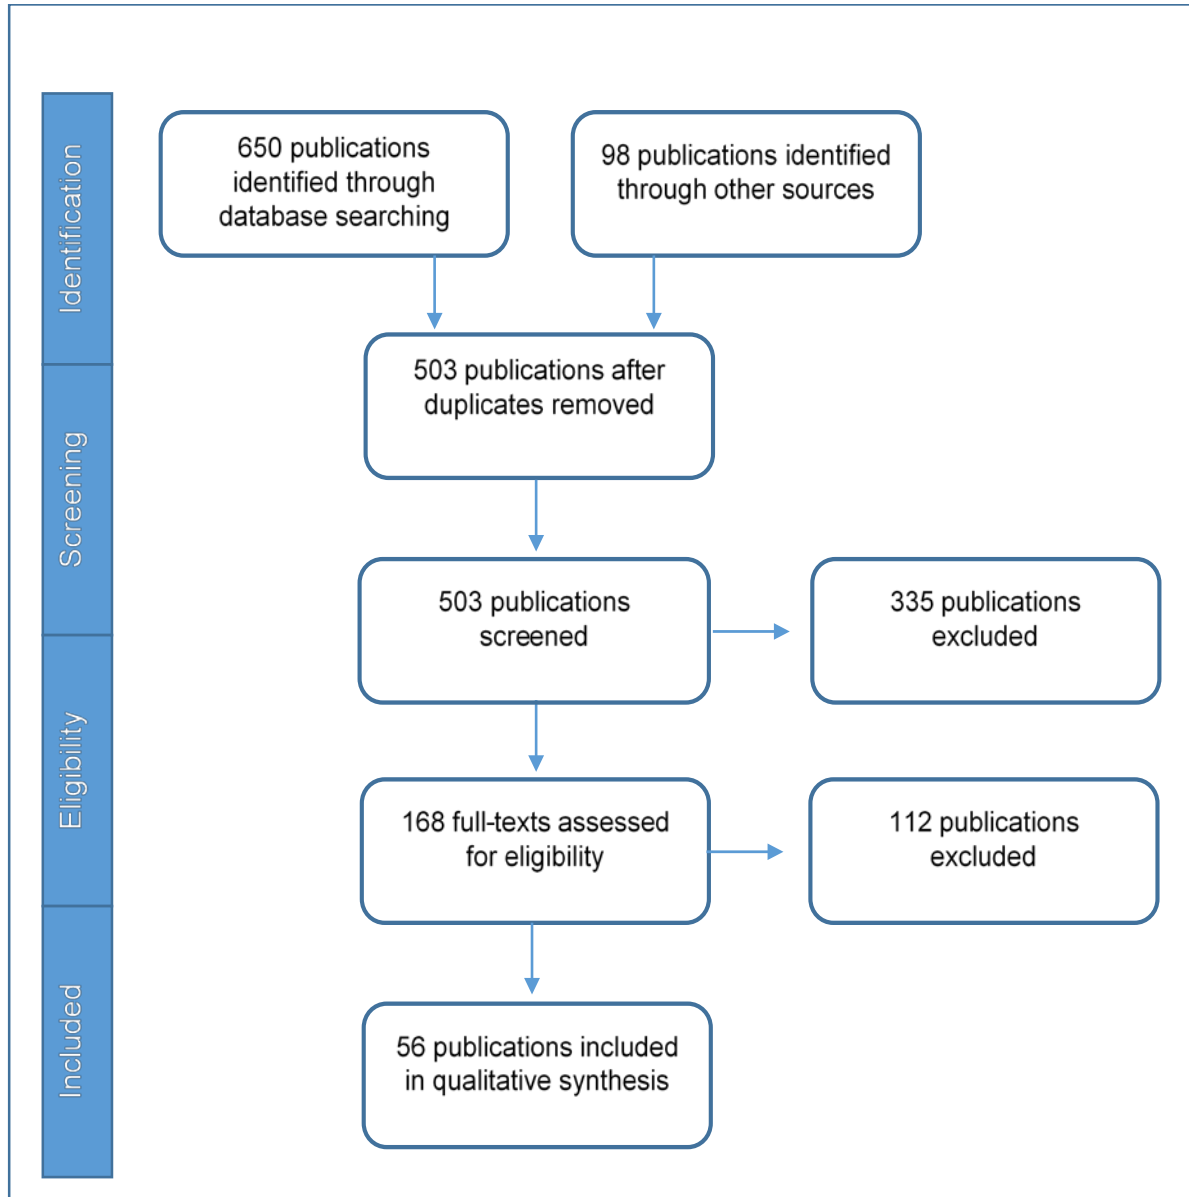 Identification
650 publications
identified through
database searching
98 publications identified
through other sources
503 publications after
duplicates removed
Screening
503 publications
screened
335 publications
excluded
Eligibility
168 full-texts assessed
for eligibility
112 publications
excluded
Included
56 publications included
in qualitative synthesis